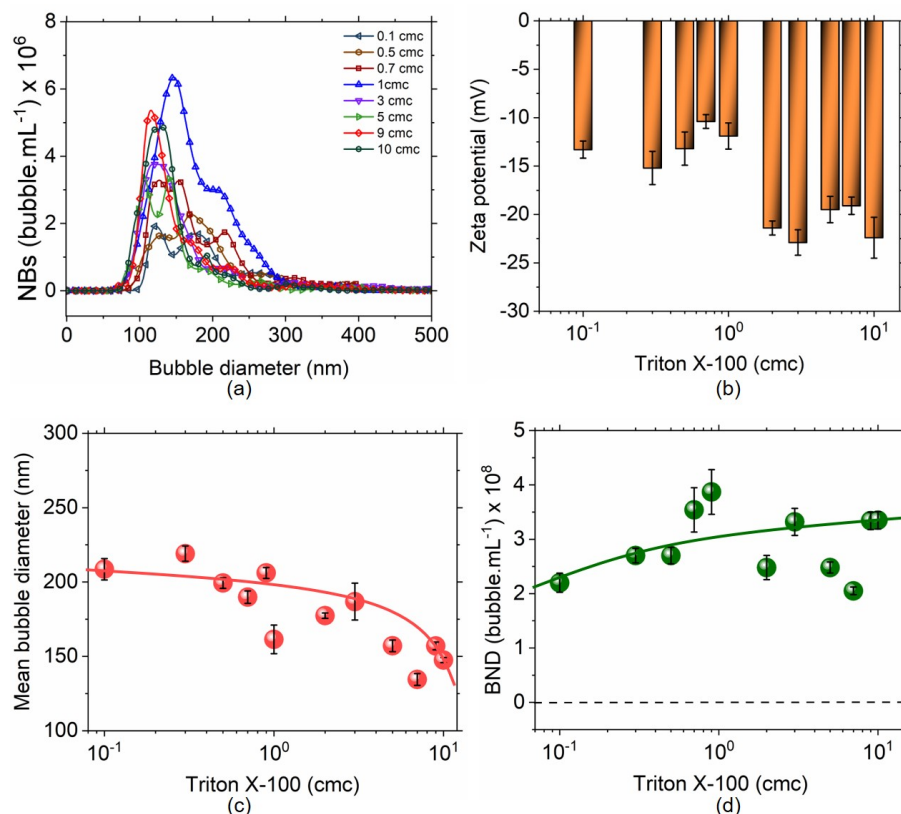 NBs (bubble.mL⁻¹) x 10⁶
8
6
4
2
0
0.1 cmc
0.5 cmc
0.7 cmc
1cmc
3 cmc
5 cmc
9 cmc
10 cmc
0 100 200 300 400 500
Bubble diameter (nm)
(a)
Zeta potential (mV)
0
-5
-10
-15
-20
-25
-30
10⁻¹ 10⁰ 10¹
Triton X-100 (cmc)
(b)
Mean bubble diameter (nm)
300
250
200
150
100
10⁻¹ 10⁰ 10¹
Triton X-100 (cmc)
(c)
BND (bubble.mL⁻¹) x 10⁸
5
4
3
2
1
0
10⁻¹ 10⁰ 10¹
Triton X-100 (cmc)
(d)